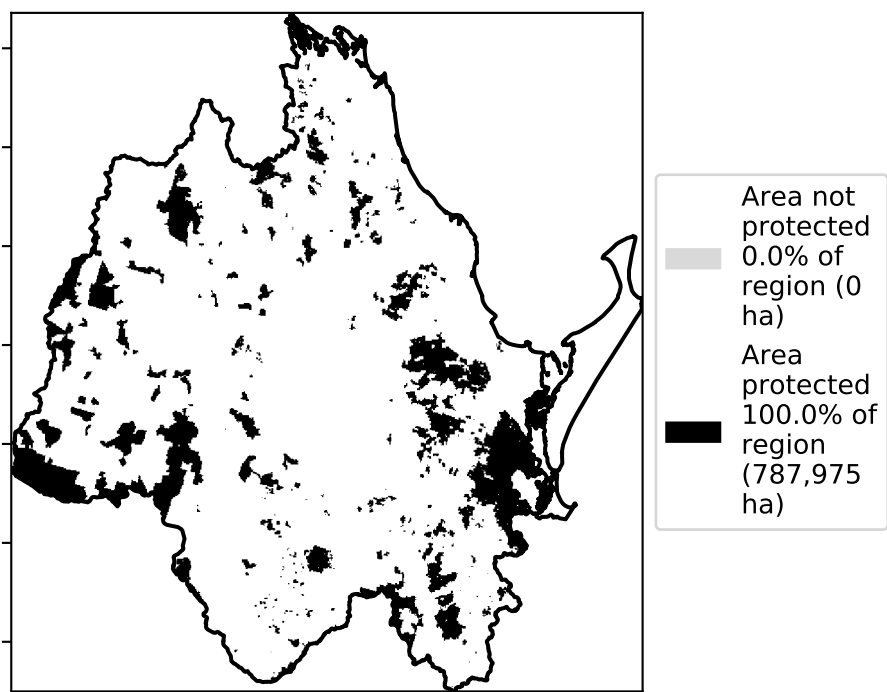 Area not
protected
0.0% of
region (0
ha)
Area
protected
100.0% of
region
(787,975
ha)